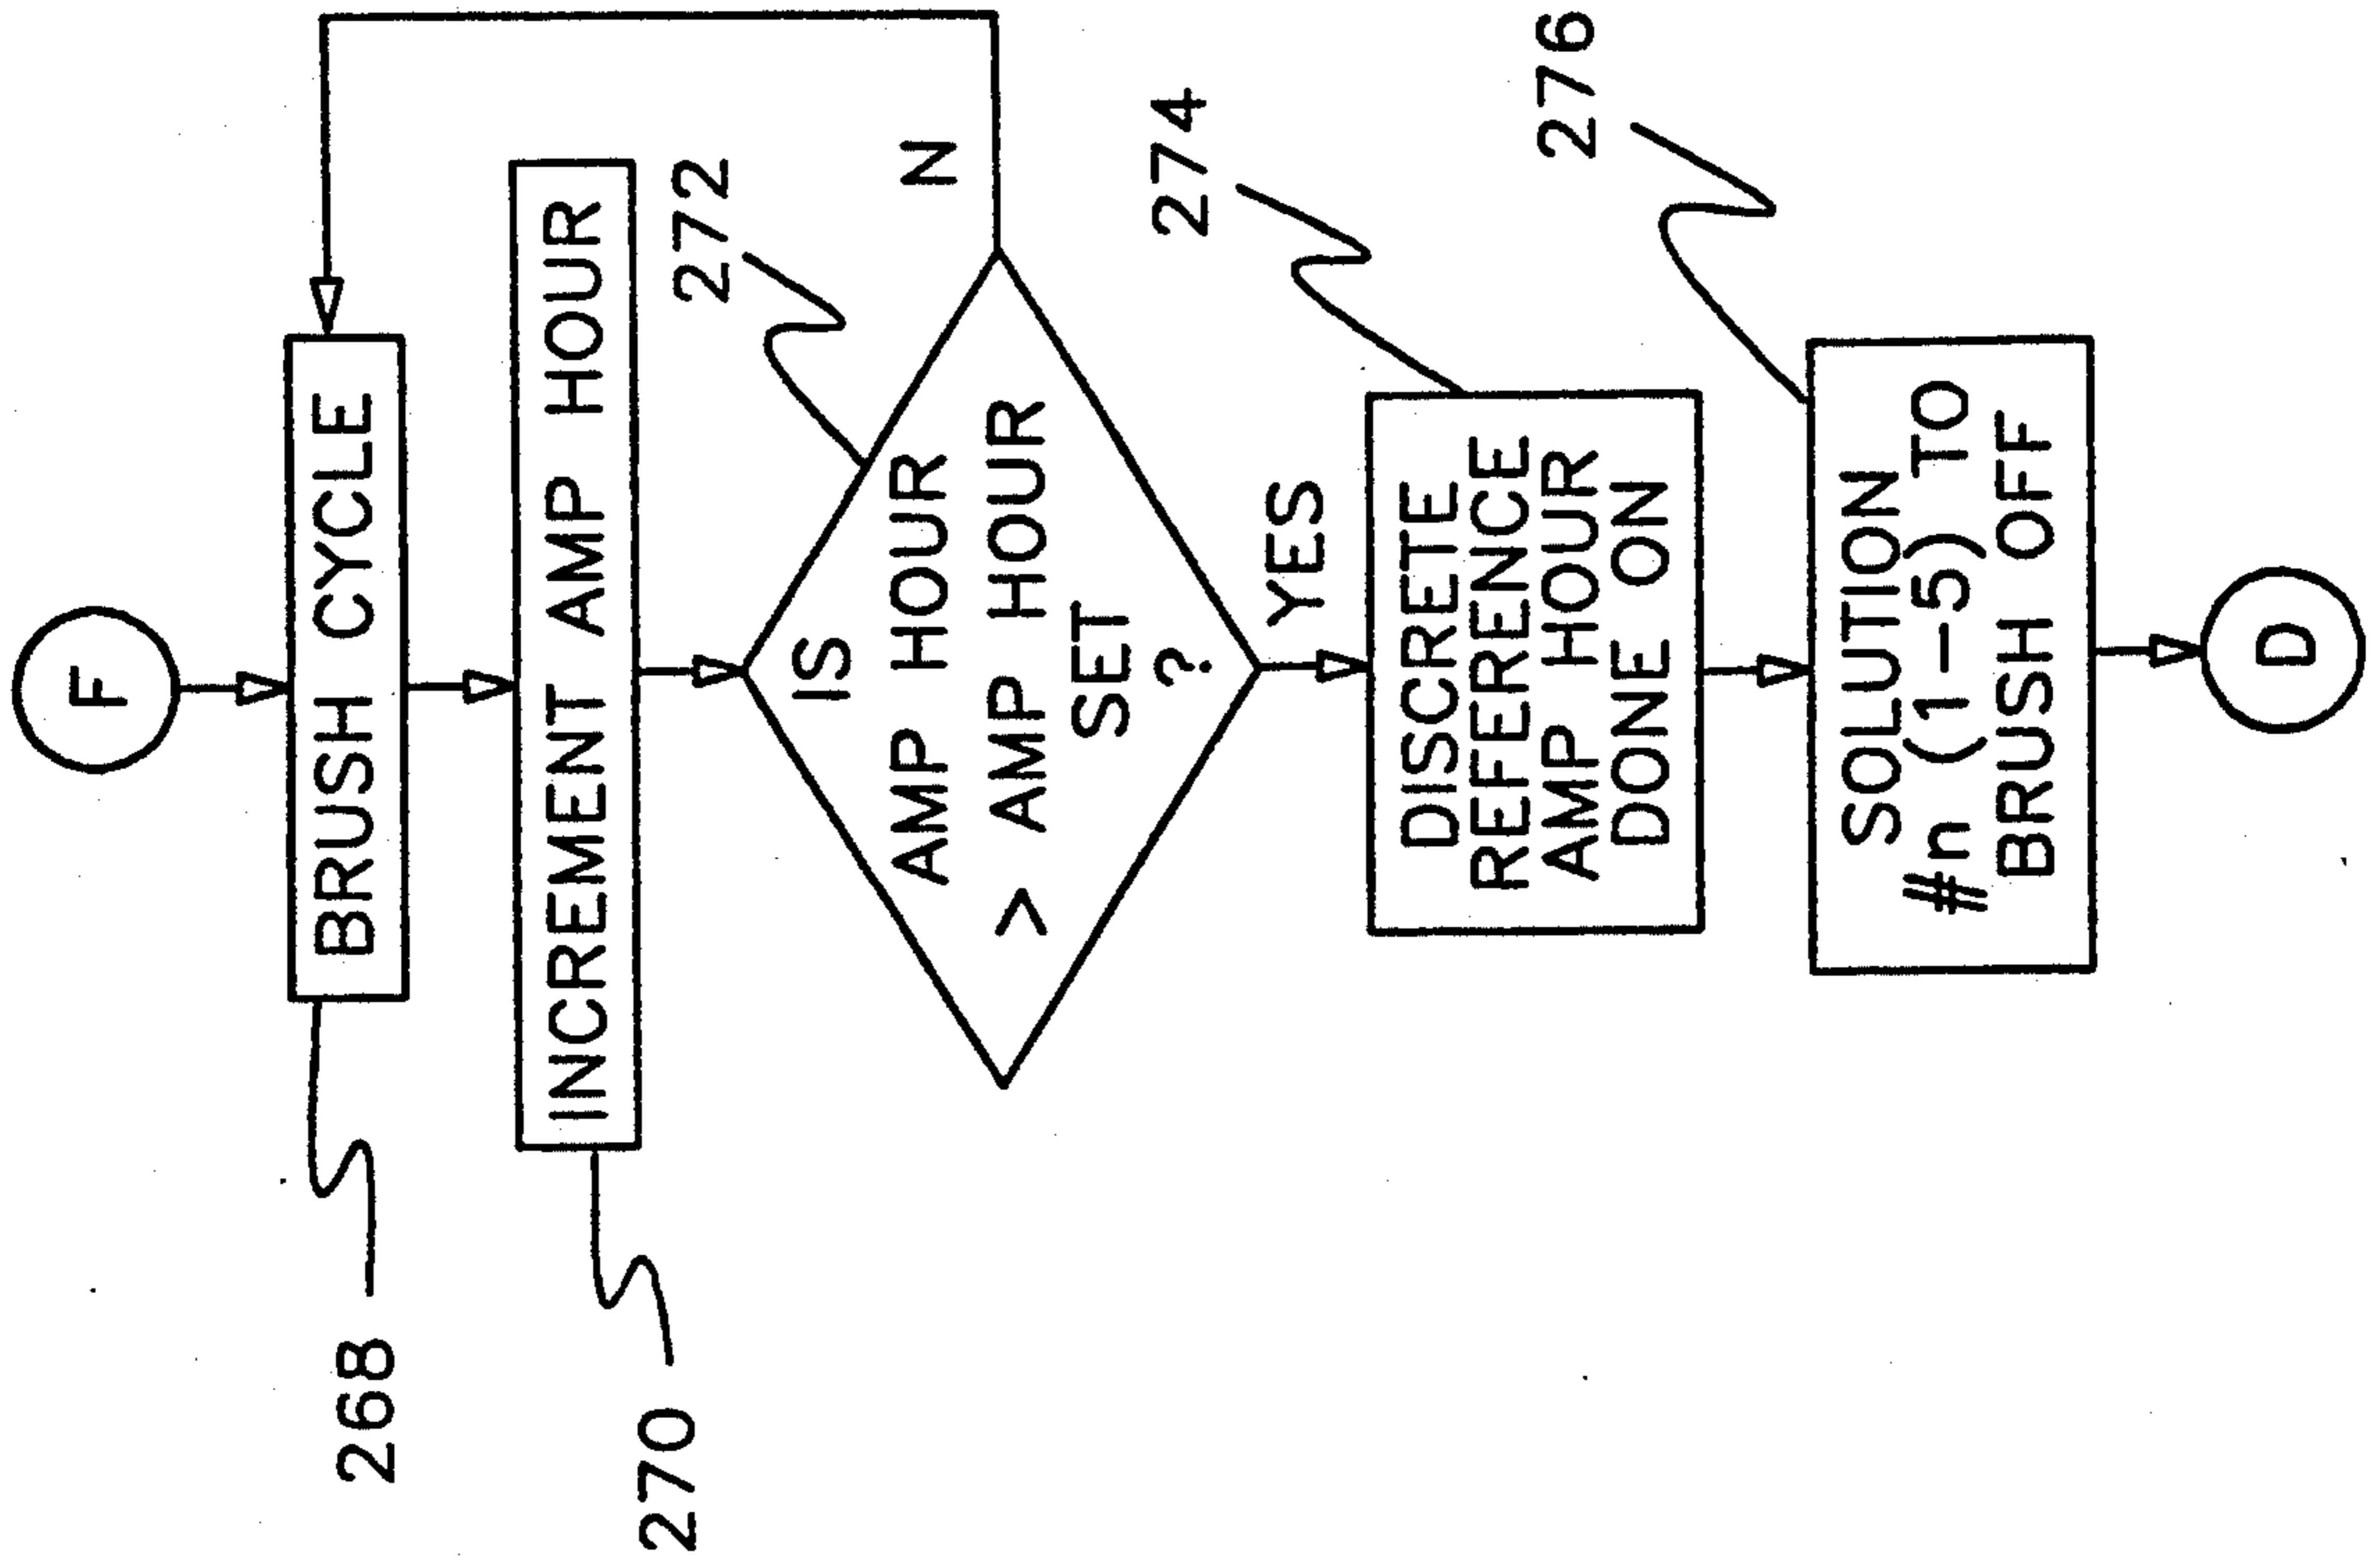 F
BRUSH CYCLE
268
INCREMENT AMP HOUR
270
272
IS
AMP HOUR
> AMP HOUR
SET
?
N
YES
274
DISCRETE
REFERENCE
AMP HOUR
DONE ON
276
SOLUTION
#n (1-5) TO
BRUSH OFF
D